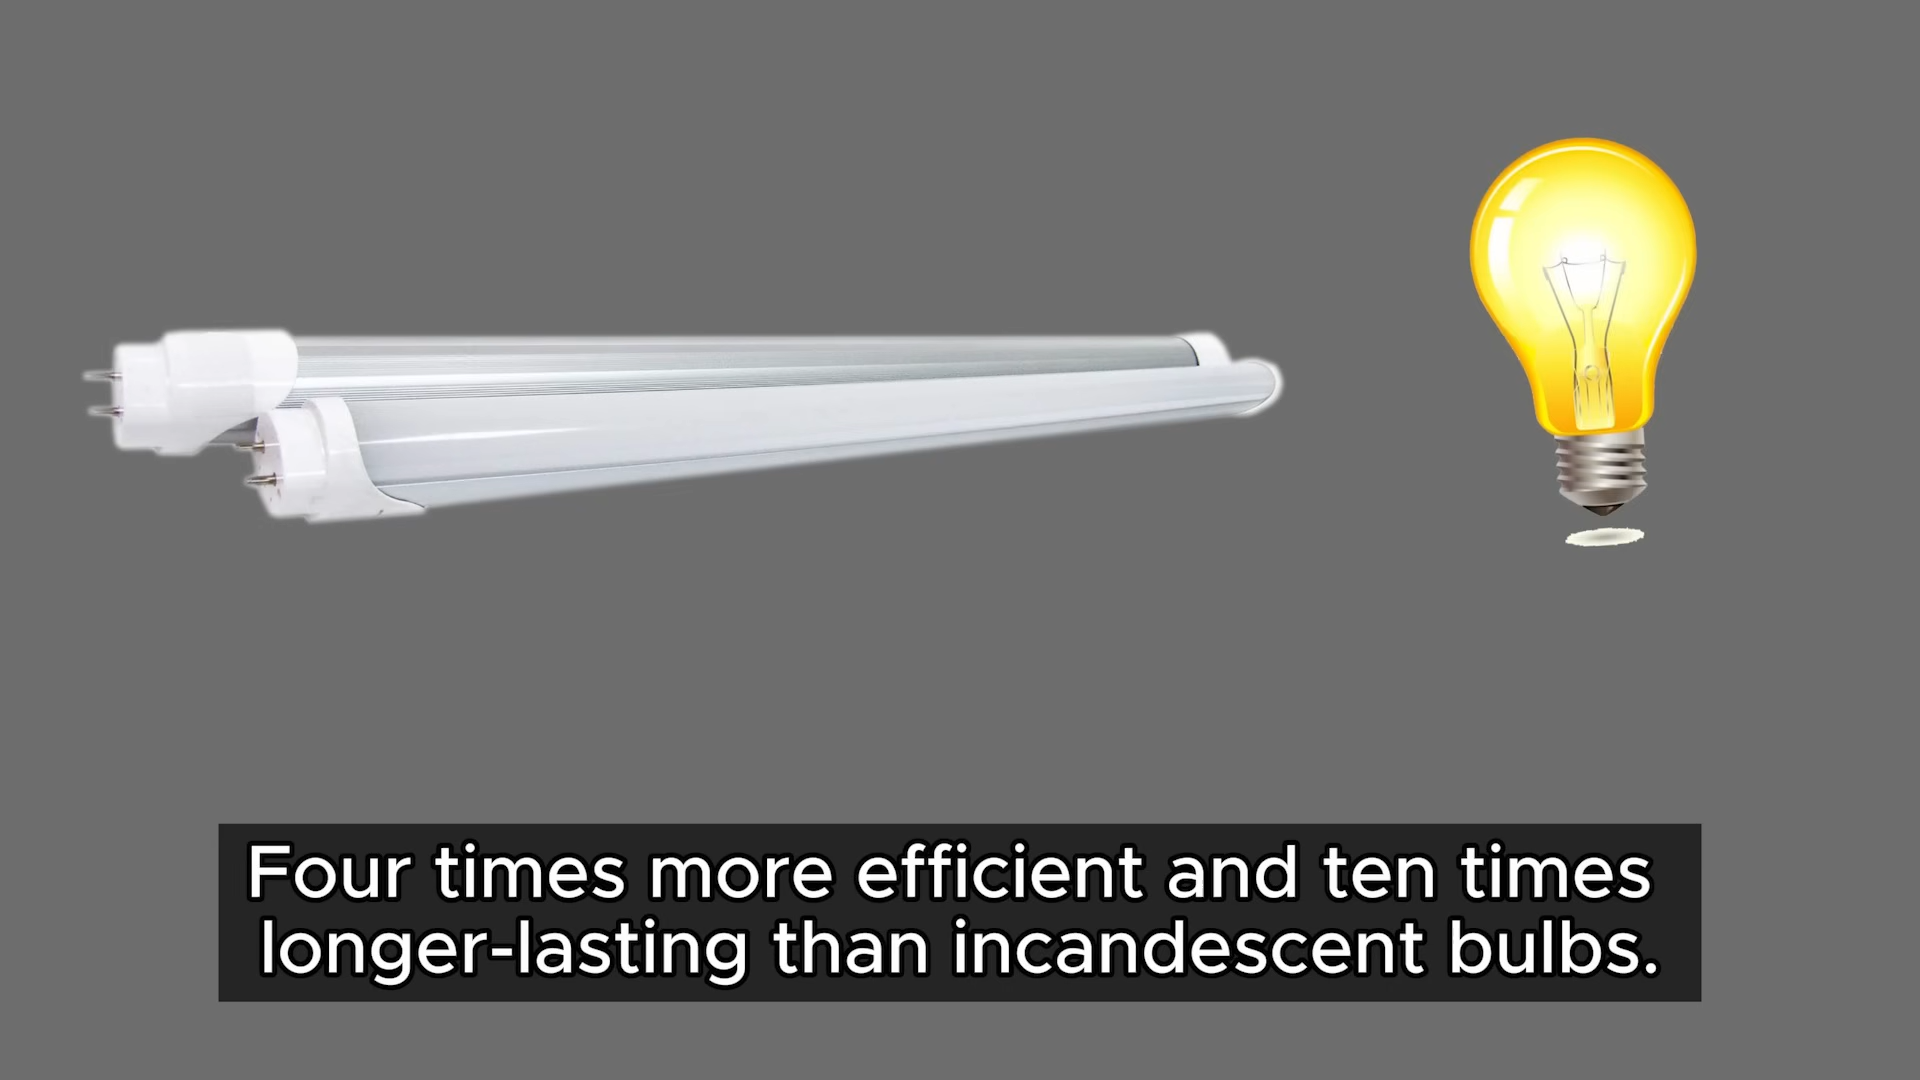 Four times more efficient and ten times
longer-lasting than incandescent bulbs.